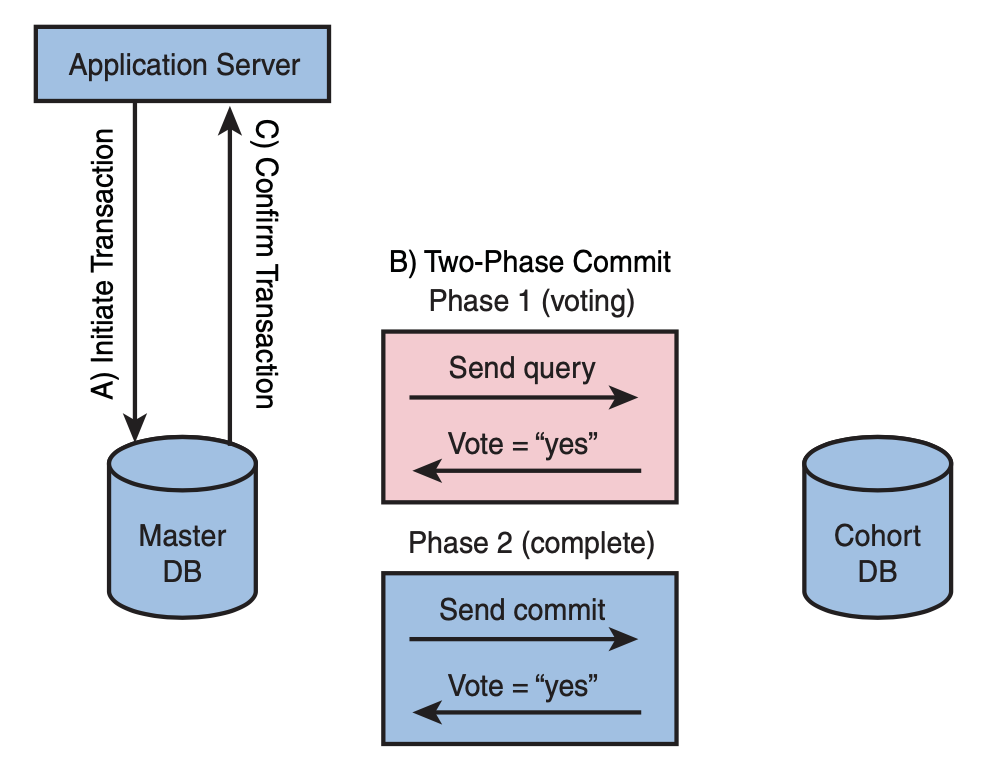 Application Server
A) Initiate Transaction
C) Confirm Transaction
B) Two-Phase Commit
Phase 1 (voting)
Send query
Vote = “yes”
Master
DB
Cohort
DB
Phase 2 (complete)
Send commit
Vote = “yes”